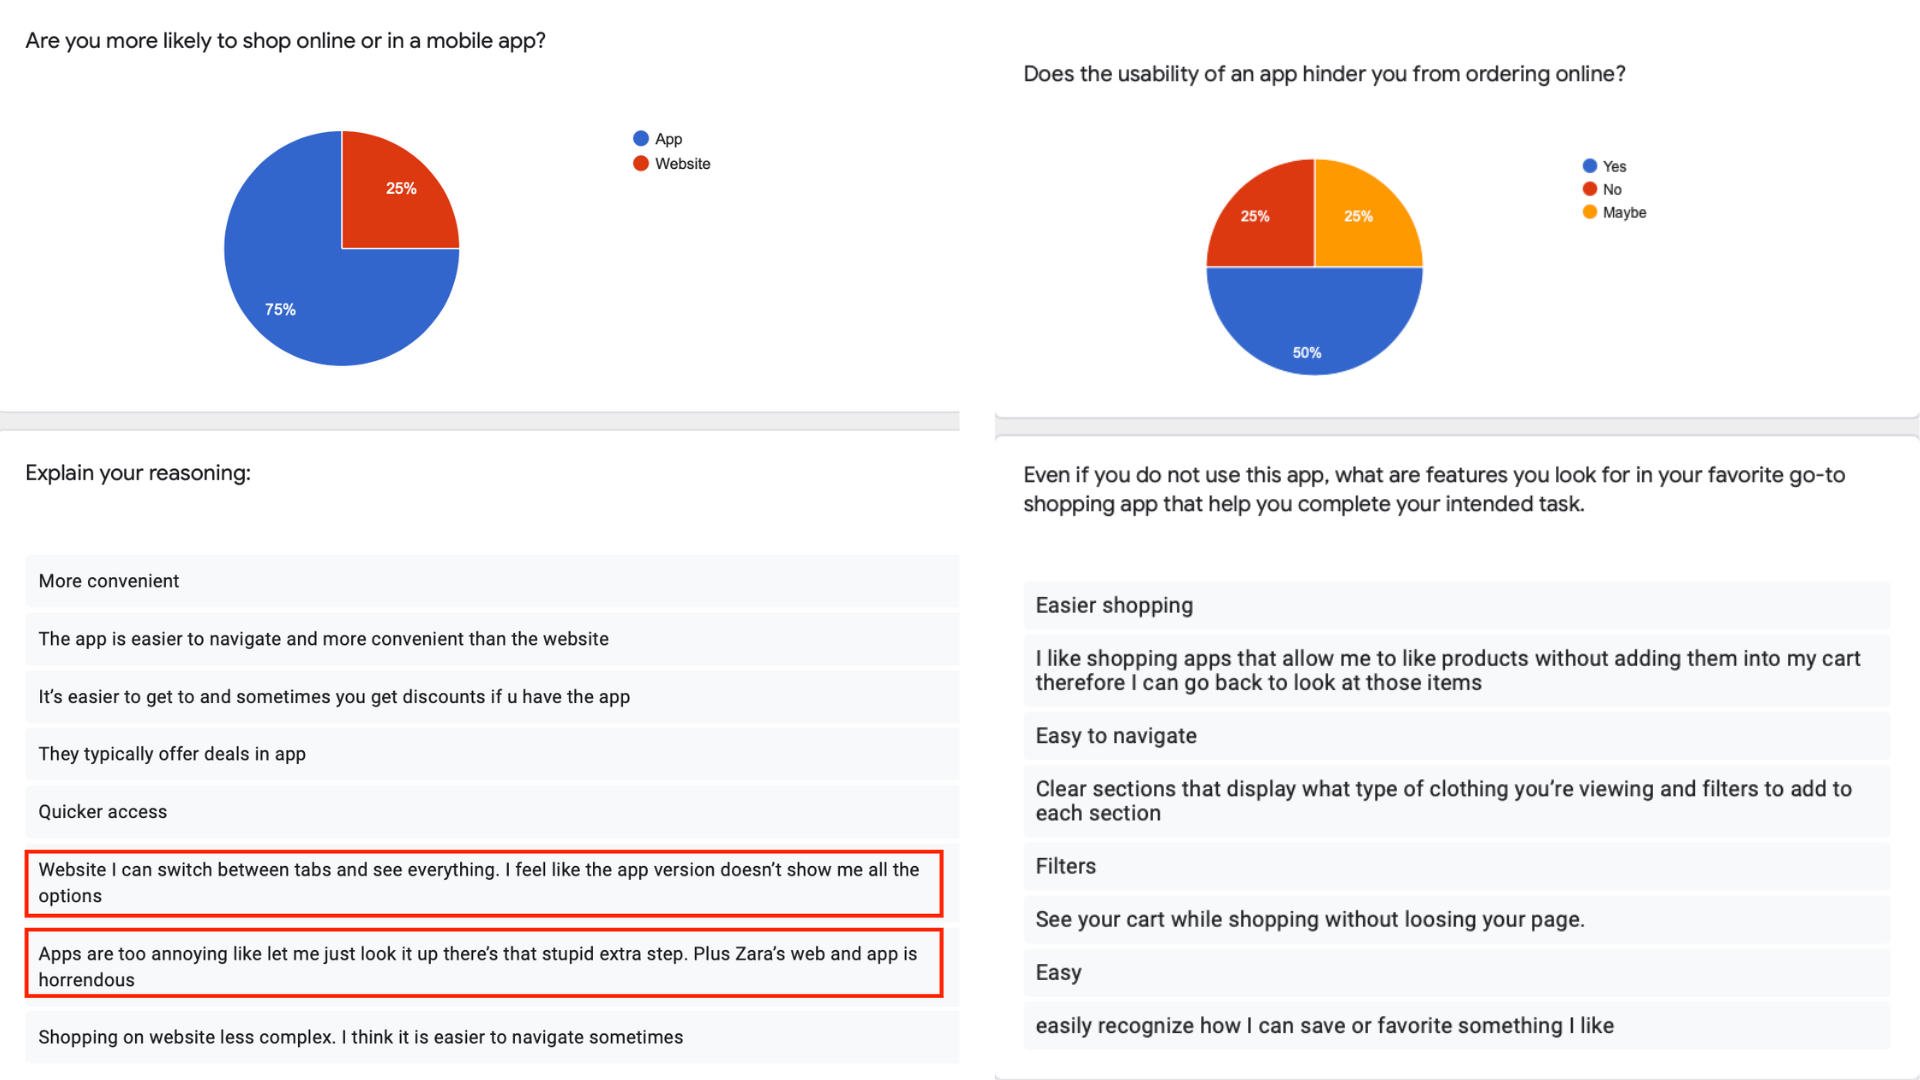 Are you more likely to shop online or in a mobile app?
App
Website
25%
75%
Explain your reasoning:
More convenient
The app is easier to navigate and more convenient than the website
It’s easier to get to and sometimes you get discounts if u have the app
They typically offer deals in app
Quicker access
Website I can switch between tabs and see everything. I feel like the app version doesn’t show me all the
options
Apps are too annoying like let me just look it up there’s that stupid extra step. Plus Zara’s web and app is
horrendous
Shopping on website less complex. I think it is easier to navigate sometimes
Does the usability of an app hinder you from ordering online?
Yes
No
Maybe
25%
25%
50%
Even if you do not use this app, what are features you look for in your favorite go-to
shopping app that help you complete your intended task.
Easier shopping
I like shopping apps that allow me to like products without adding them into my cart
therefore I can go back to look at those items
Easy to navigate
Clear sections that display what type of clothing you’re viewing and filters to add to
each section
Filters
See your cart while shopping without loosing your page.
Easy
easily recognize how I can save or favorite something I like